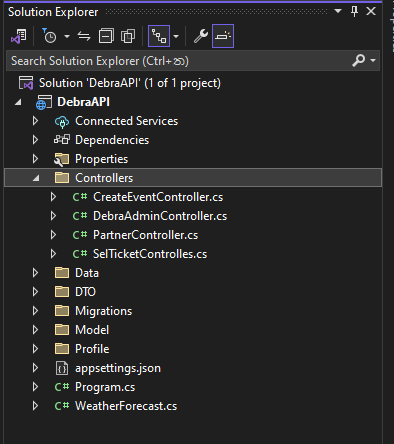 Solution Explorer
Search Solution Explorer (Ctrl+ா)
Solution 'DebraAPI' (1 of 1 project)
DebraAPI
Connected Services
Dependencies
Properties
Controllers
C# CreateEventController.cs
C# DebraAdminController.cs
C# PartnerController.cs
C# SelTicketControlles.cs
Data
DTO
Migrations
Model
Profile
appsettings.json
C# Program.cs
C# WeatherForecast.cs